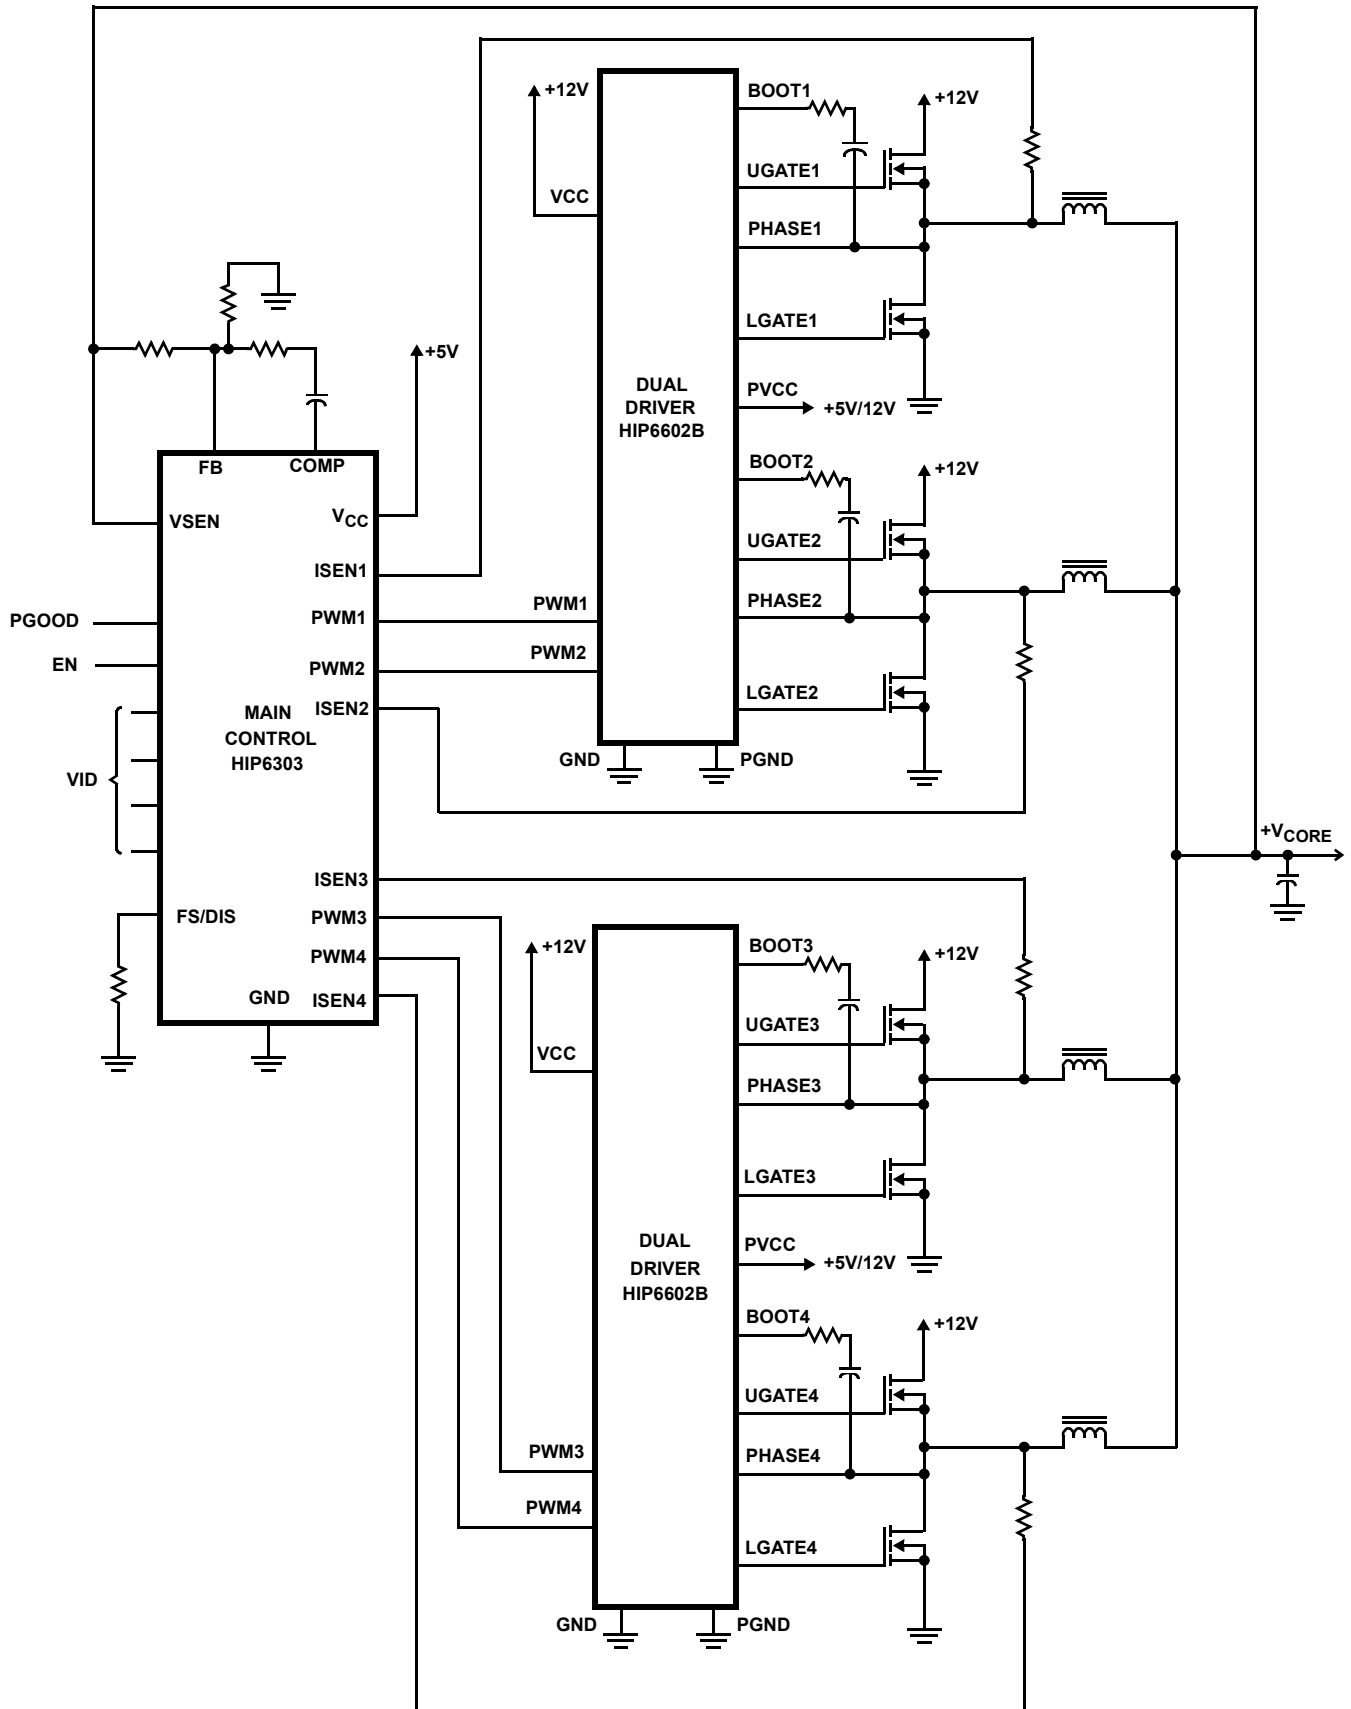 +12V
BOOT1
+12V
UGATE1
VCC
PHASE1
LGATE1
+5V
DUAL
DRIVER
HIP6602B
PVCC
+5V/12V
FB
COMP
BOOT2
+12V
VSEN
VCC
UGATE2
ISEN1
PHASE2
PWM1
PWM1
PGOOD
PWM2
PWM2
EN
LGATE2
ISEN2
MAIN
CONTROL
HIP6303
VID
GND
PGND
+VCORE
ISEN3
FS/DIS
PWM3
PWM4
GND
ISEN4
+12V
BOOT3
+12V
UGATE3
VCC
PHASE3
LGATE3
DUAL
DRIVER
HIP6602B
PVCC
+5V/12V
BOOT4
+12V
UGATE4
PWM3
PHASE4
PWM4
LGATE4
GND
PGND